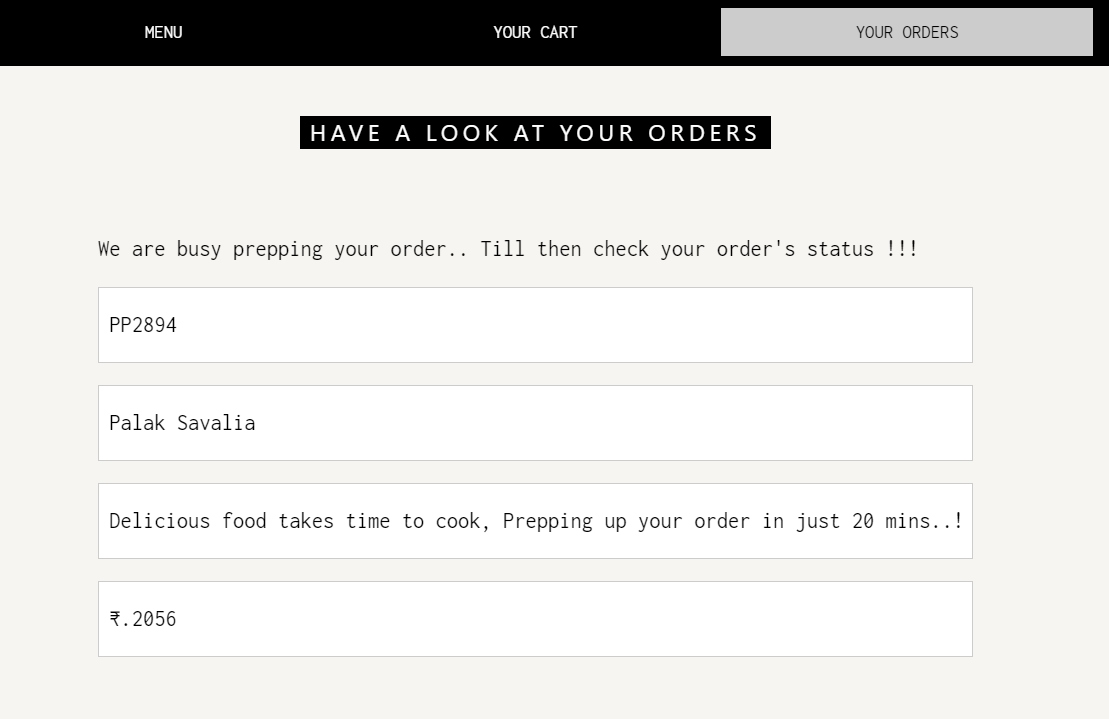 MENU YOUR CART YOUR ORDERS
HAVE A LOOK AT YOUR ORDERS
We are busy prepping your order.. Till then check your order's status !!!
PP2894
Palak Savalia
Delicious food takes time to cook, Prepping up your order in just 20 mins..!
₹.2056